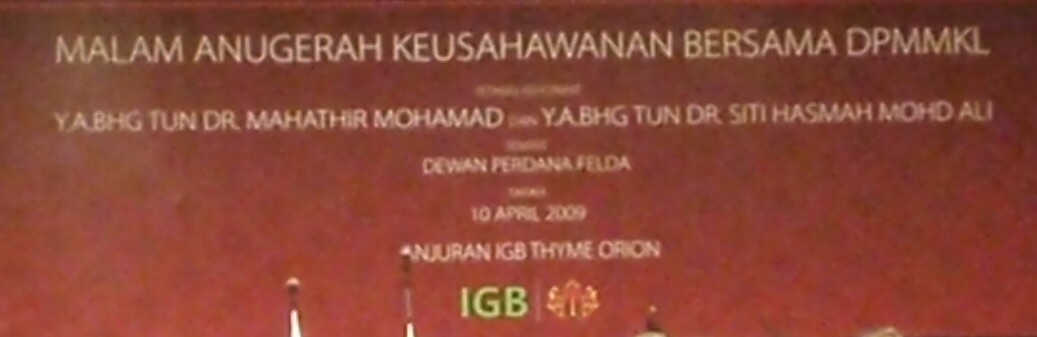 MALAM ANUGERAH KEUSAHAWANAN BERSAMA DPMMKL
Y.A.BHG TUN DR. MAHATHIR MOHAMAD DAN Y.A.BHG TUN DR. SITI HASMAH MOHD ALI
DEWAN PERDANA FELDA
10 APRIL 2009
ANJURAN IGB THYME ORION
IGB